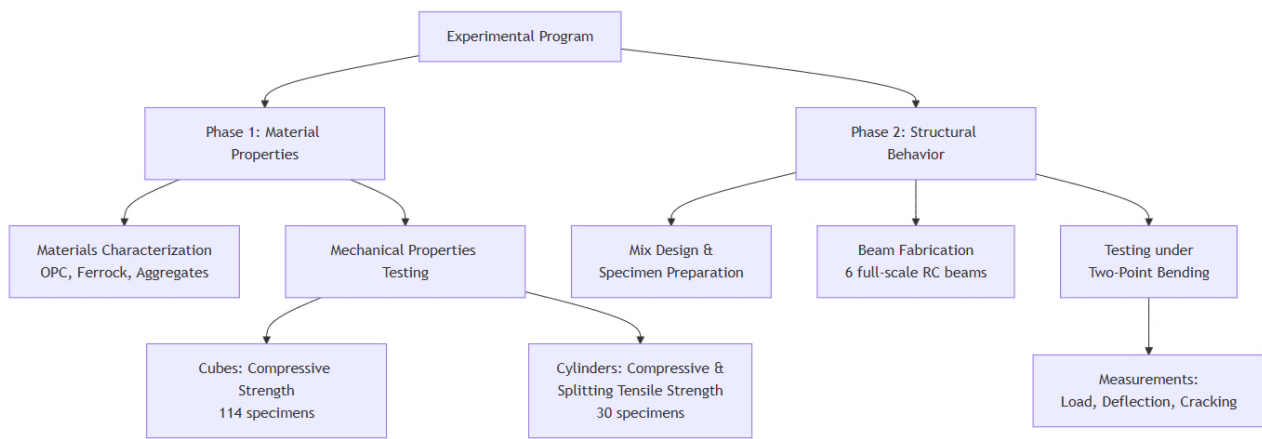 Experimental Program
Phase 1: Material
Properties
Phase 2: Structural
Behavior
Materials Characterization
OPC, Ferrock, Aggregates
Mechanical Properties
Testing
Mix Design &
Specimen Preparation
Beam Fabrication
6 full-scale RC beams
Testing under
Two-Point Bending
Cubes: Compressive
Strength
114 specimens
Cylinders: Compressive &
Splitting Tensile Strength
30 specimens
Measurements:
Load, Deflection, Cracking